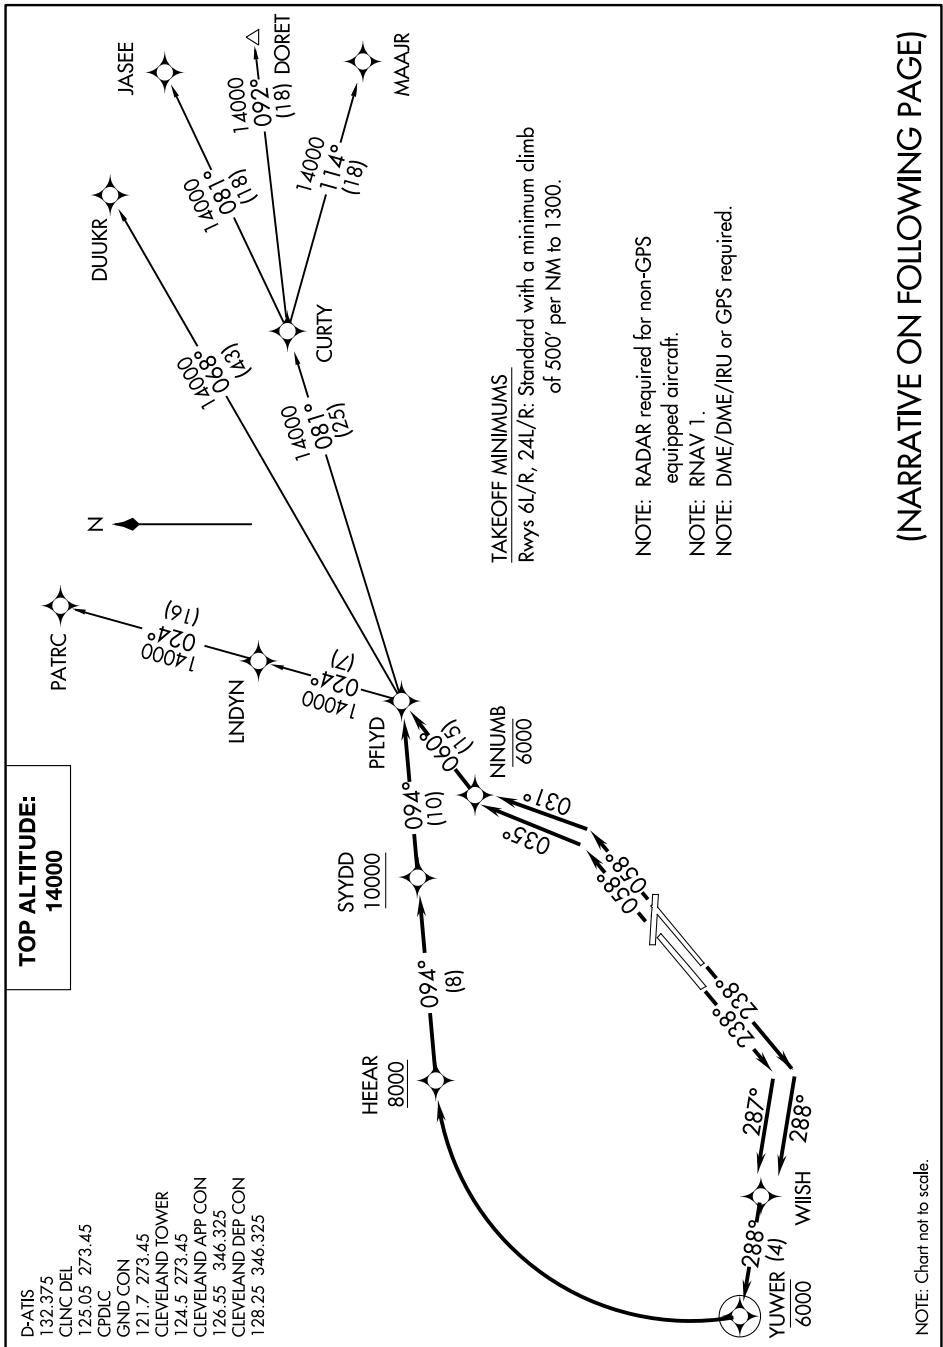 TOP ALTITUDE:
14000
D-ATIS
132.375
CLNC DEL
125.05 273.45
CPDLC
GND CON
121.7 273.45
CLEVELAND TOWER
124.5 273.45
CLEVELAND APP CON
126.55 346.325
CLEVELAND DEP CON
128.25 346.325
JASEE
14000
081°
(18)
14000
092°
(18)
DORET
MAAJR
14000
114°
(18)
DUUKR
14000
068°
(43)
CURTY
14000
081°
(25)
N
PATRC
14000
024°
(16)
LNDYN
14000
024°
(7)
PFLYD
060°
(15)
NNUMB
6000
094°
(10)
SYYDD
10000
094°
(8)
HEEAR
8000
031°
035°
058°
058°
238°
238°
287°
288°
WIISH
288°
(4)
YUWER
6000
TAKEOFF MINIMUMS
Rwys 6L/R, 24L/R: Standard with a minimum climb
of 500' per NM to 1300.
NOTE: RADAR required for non-GPS
equipped aircraft.
NOTE: RNAV 1.
NOTE: DME/DME/IRU or GPS required.
(NARRATIVE ON FOLLOWING PAGE)
NOTE: Chart not to scale.